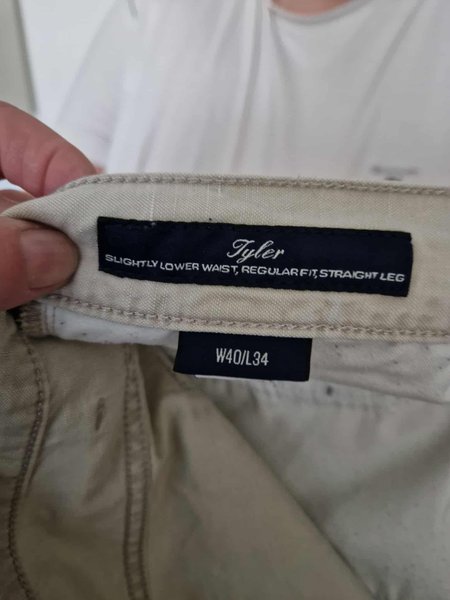 Tyler
SLIGHTLY LOWER WAIST, REGULAR FIT, STRAIGHT LEG
W40/L34